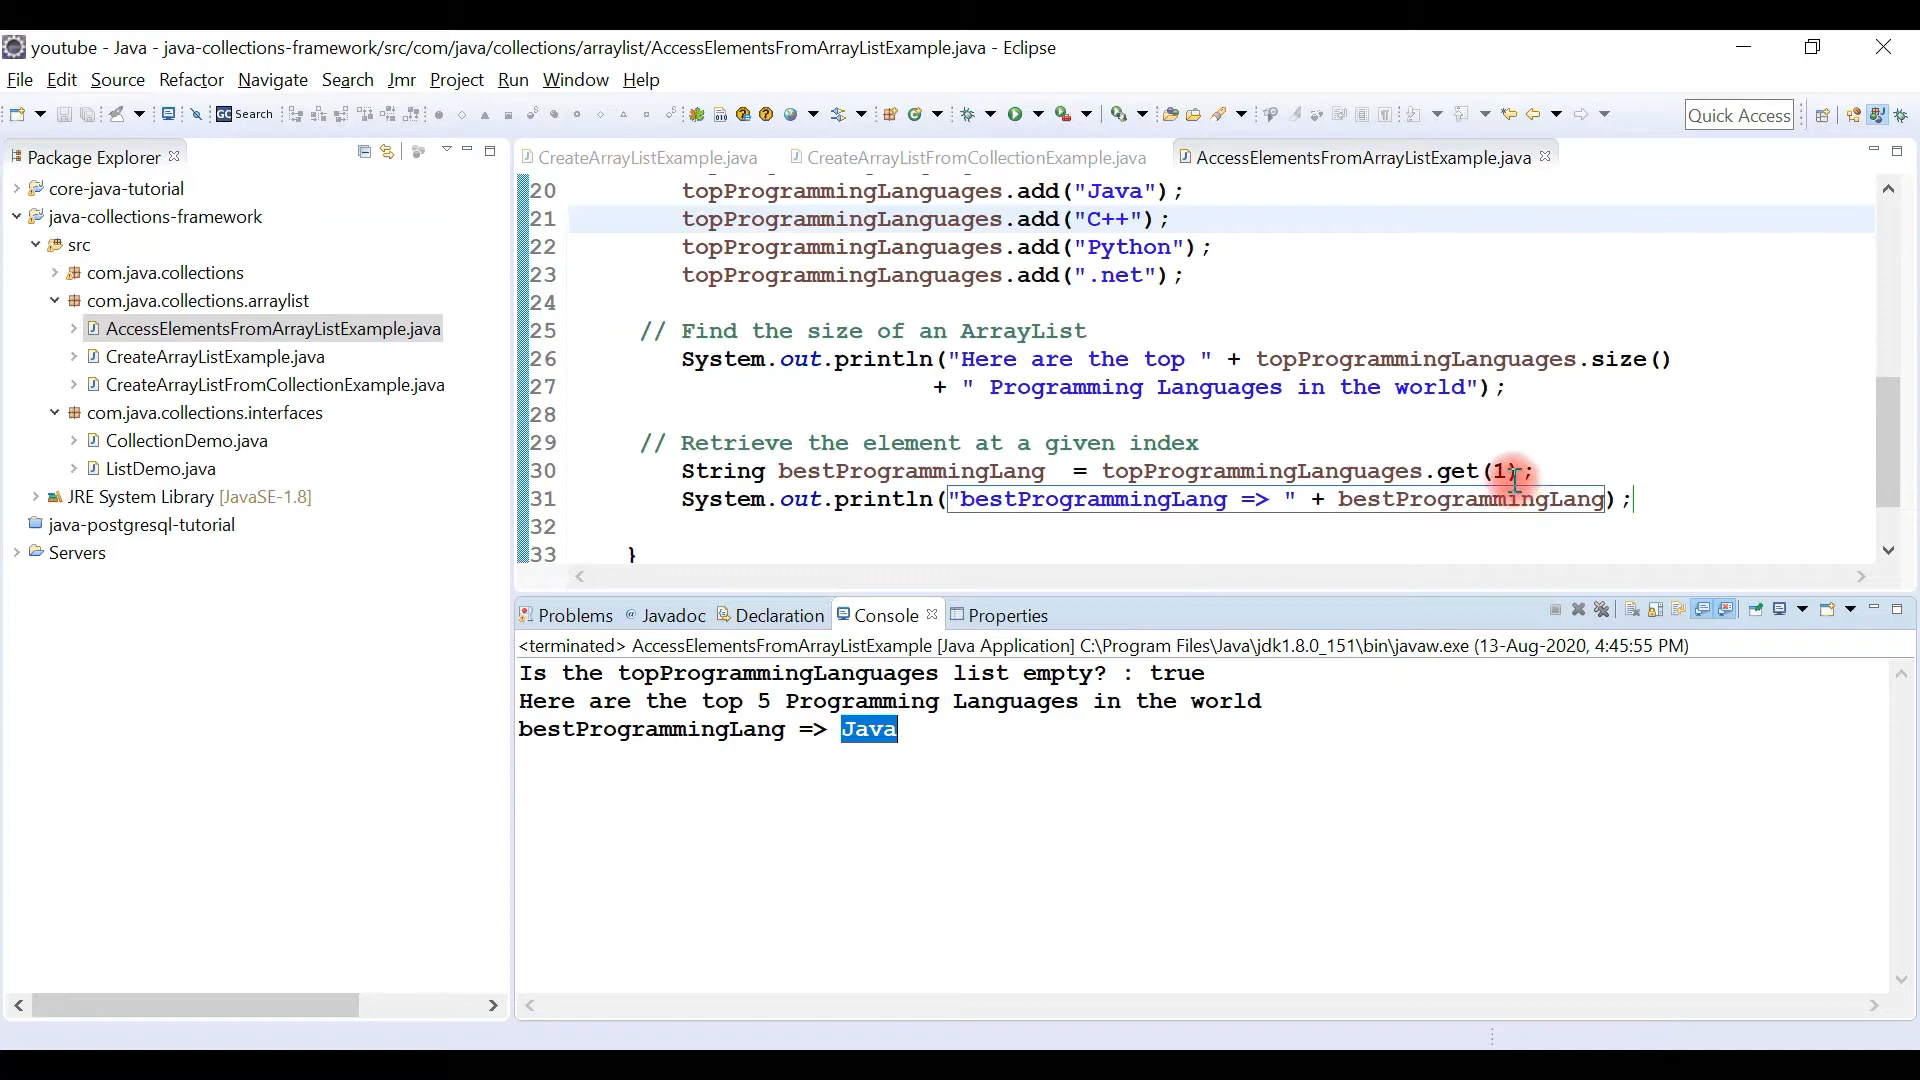 youtube - Java - java-collections-framework/src/com/java/collections/arraylist/AccessElementsFromArrayListExample.java - Eclipse
File Edit Source Refactor Navigate Search Jmr Project Run Window Help
GC Search
Quick Access
Package Explorer
core-java-tutorial
java-collections-framework
src
com.java.collections
com.java.collections.arraylist
AccessElementsFromArrayListExample.java
CreateArrayListExample.java
CreateArrayListFromCollectionExample.java
com.java.collections.interfaces
CollectionDemo.java
ListDemo.java
JRE System Library [JavaSE-1.8]
java-postgresql-tutorial
Servers
CreateArrayListExample.java CreateArrayListFromCollectionExample.java AccessElementsFromArrayListExample.java
20 topProgrammingLanguages.add("Java");
21 topProgrammingLanguages.add("C++");
22 topProgrammingLanguages.add("Python");
23 topProgrammingLanguages.add(".net");
24
25 // Find the size of an ArrayList
26 System.out.println("Here are the top " + topProgrammingLanguages.size()
27 + " Programming Languages in the world");
28
29 // Retrieve the element at a given index
30 String bestProgrammingLang = topProgrammingLanguages.get(1);
31 System.out.println("bestProgrammingLang => " + bestProgrammingLang);
32
33 }
Problems Javadoc Declaration Console Properties
<terminated> AccessElementsFromArrayListExample [Java Application] C:\Program Files\Java\jdk1.8.0_151\bin\javaw.exe (13-Aug-2020, 4:45:55 PM)
Is the topProgrammingLanguages list empty? : true
Here are the top 5 Programming Languages in the world
bestProgrammingLang => Java